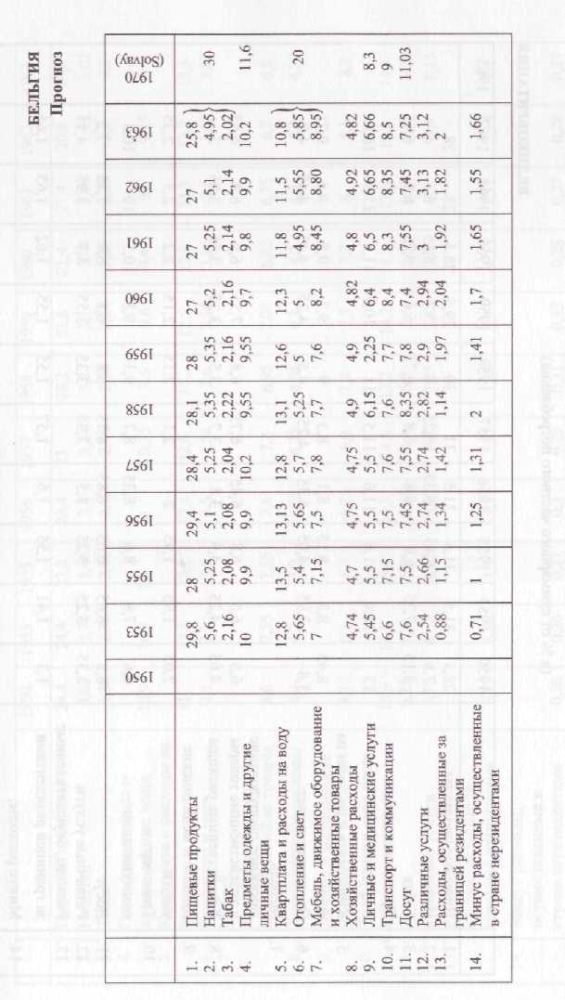 БЕЛЬГИЯ
Прогноз
1950 1953 1955 1956 1957 1958 1959 1960 1961 1962 1963 1970
(Solvay)
1. Пищевые продукты 29,8 28 29,4 28,4 28,1 28 27 27 27 25,8
2. Напитки 5,6 5,25 5,1 5,25 5,35 5,35 5,2 5,25 5,1 4,95 30
3. Табак 2,16 2,08 2,08 2,04 2,22 2,16 2,16 2,14 2,14 2,02
4. Предметы одежды и другие 10 9,9 9,9 10,2 9,55 9,55 9,7 9,8 9,9 10,2 11,6
личные вещи
5. Квартплата и расходы на воду 12,8 13,5 13,13 12,8 13,1 12,6 12,3 11,8 11,5 10,8
6. Отопление и свет 5,65 5,4 5,65 5,7 5,25 5 5 4,95 5,55 5,85 20
7. Мебель, движимое оборудование 7 7,15 7,5 7,8 7,7 7,6 8,2 8,45 8,80 8,95
и хозяйственные товары
8. Хозяйственные расходы 4,74 4,7 4,75 4,75 4,9 4,9 4,82 4,8 4,92 4,82
9. Личные и медицинские услуги 5,45 5,5 5,5 5,5 6,15 2,25 6,4 6,5 6,65 6,66 8,3
10. Транспорт и коммуникации 6,6 7,15 7,5 7,6 7,6 7,7 8,4 8,3 8,35 8,5 9
11. Досуг 7,6 7,5 7,45 7,55 8,35 7,8 7,4 7,55 7,45 7,25 11,03
12. Различные услуги 2,54 2,66 2,74 2,74 2,82 2,9 2,94 3 3,13 3,12
13. Расходы, осуществленные за 0,88 1,15 1,34 1,42 1,14 1,97 2,04 1,92 1,82 2
границей резидентами
14. Минус расходы, осуществленные 0,71 1 1,25 1,31 2 1,41 1,7 1,65 1,55 1,66
в стране нерезидентами